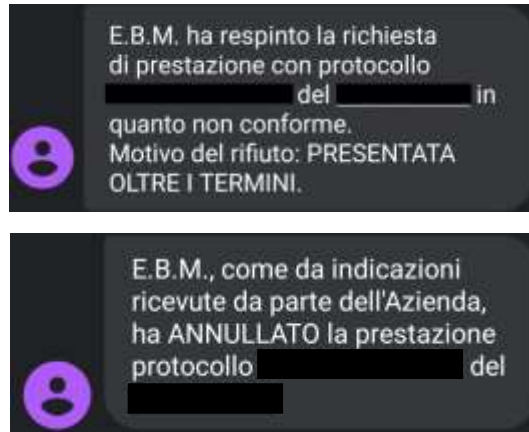 E.B.M. ha respinto la richiesta
di prestazione con protocollo
del in
quanto non conforme.
Motivo del rifiuto: PRESENTATA
OLTRE I TERMINI.
E.B.M., come da indicazioni
ricevute da parte dell'Azienda,
ha ANNULLATO la prestazione
protocollo del